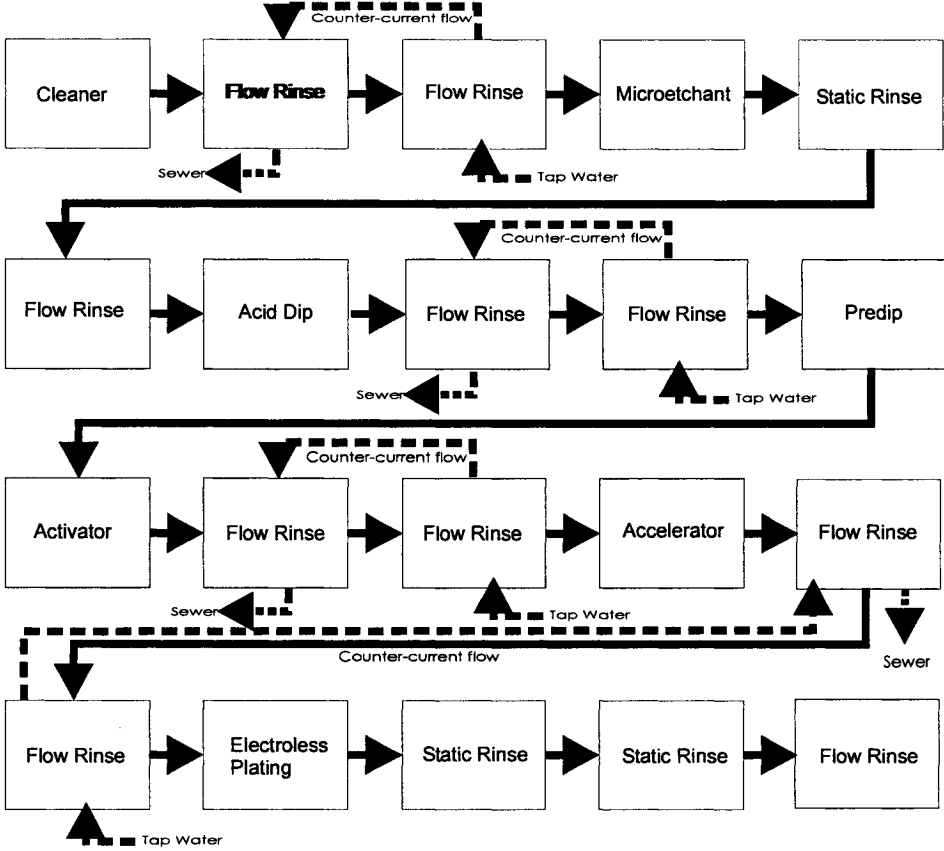 Counter-current flow
Cleaner
Flow Rinse
Flow Rinse
Microetchant
Static Rinse
Sewer
Tap Water
Counter-current flow
Flow Rinse
Acid Dip
Flow Rinse
Flow Rinse
Predip
Sewer
Tap Water
Counter-current flow
Activator
Flow Rinse
Flow Rinse
Accelerator
Flow Rinse
Sewer
Tap Water
Counter-current flow
Sewer
Flow Rinse
Electroless
Plating
Static Rinse
Static Rinse
Flow Rinse
Tap Water